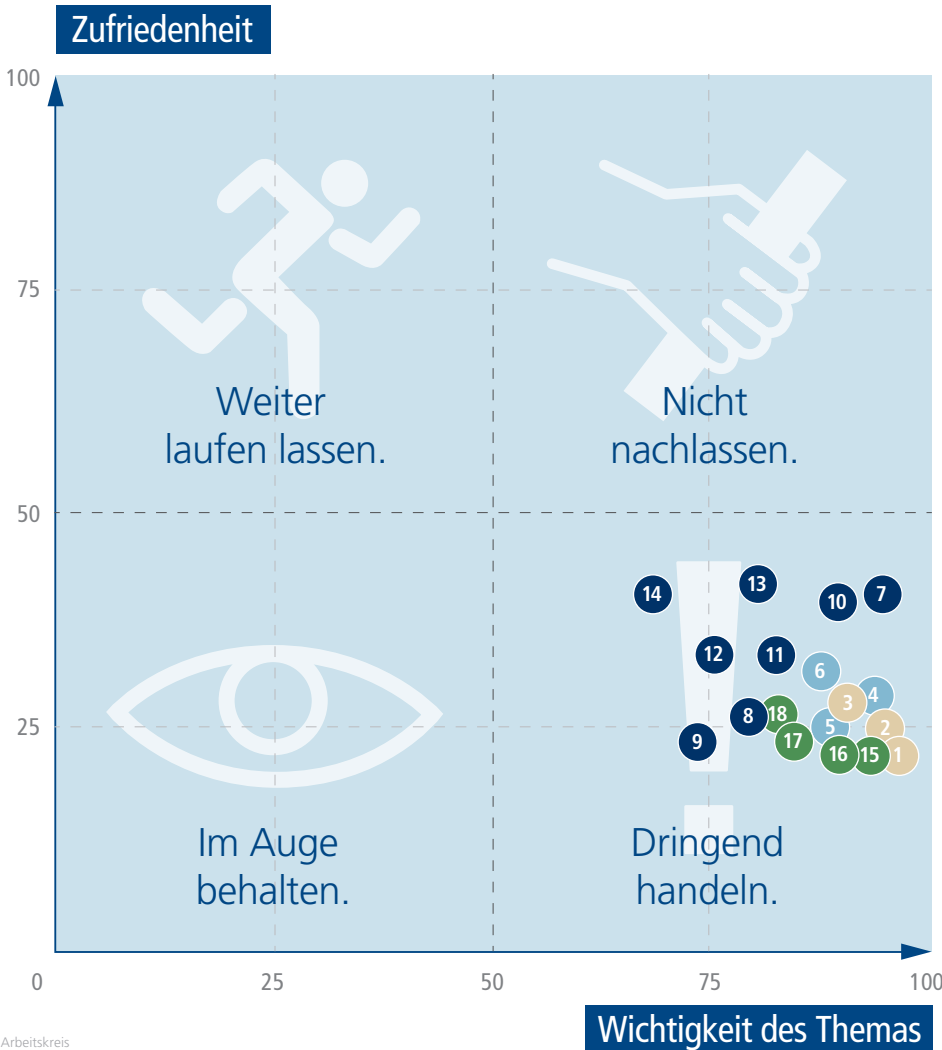 Zufriedenheit
100
75
Weiter
laufen lassen.
Nicht
nachlassen.
50
14
13
10
7
12
11
6
4
3
8
18
5
2
9
17
16
15
1
25
Im Auge
behalten.
Dringend
handeln.
0
25
50
75
100
Wichtigkeit des Themas
Arbeitskreis